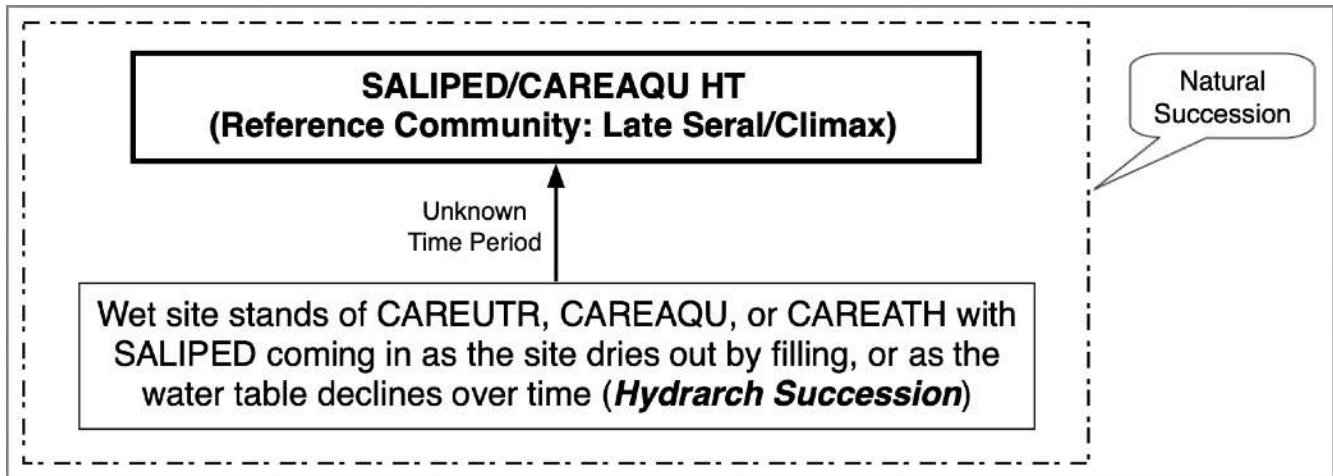 SALIPED/CAREAQU HT
(Reference Community: Late Seral/Climax)
Natural
Succession
Unknown
Time Period
Wet site stands of CAREUTR, CAREAQU, or CAREATH with
SALIPED coming in as the site dries out by filling, or as the
water table declines over time (Hydrarch Succession)